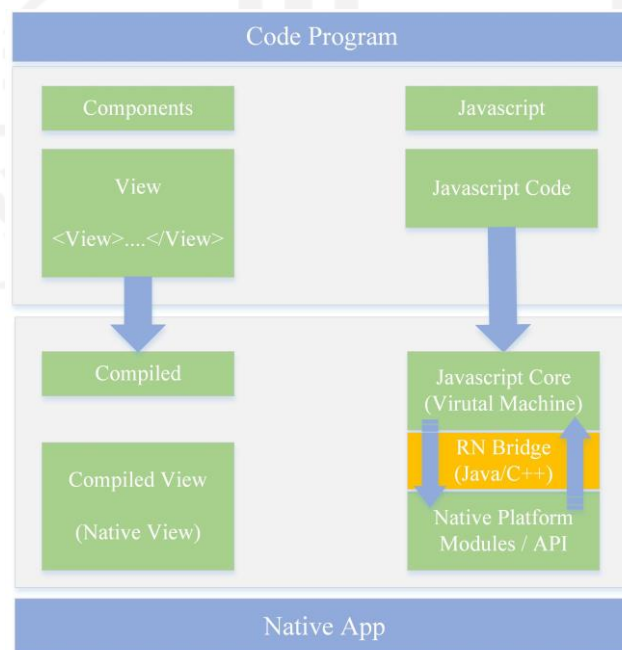 Code Program
Components
Javascript
View
<View>....</View>
Javascript Code
Compiled
Javascript Core
(Virutal Machine)
RN Bridge
(Java/C++)
Compiled View
(Native View)
Native Platform
Modules / API
Native App